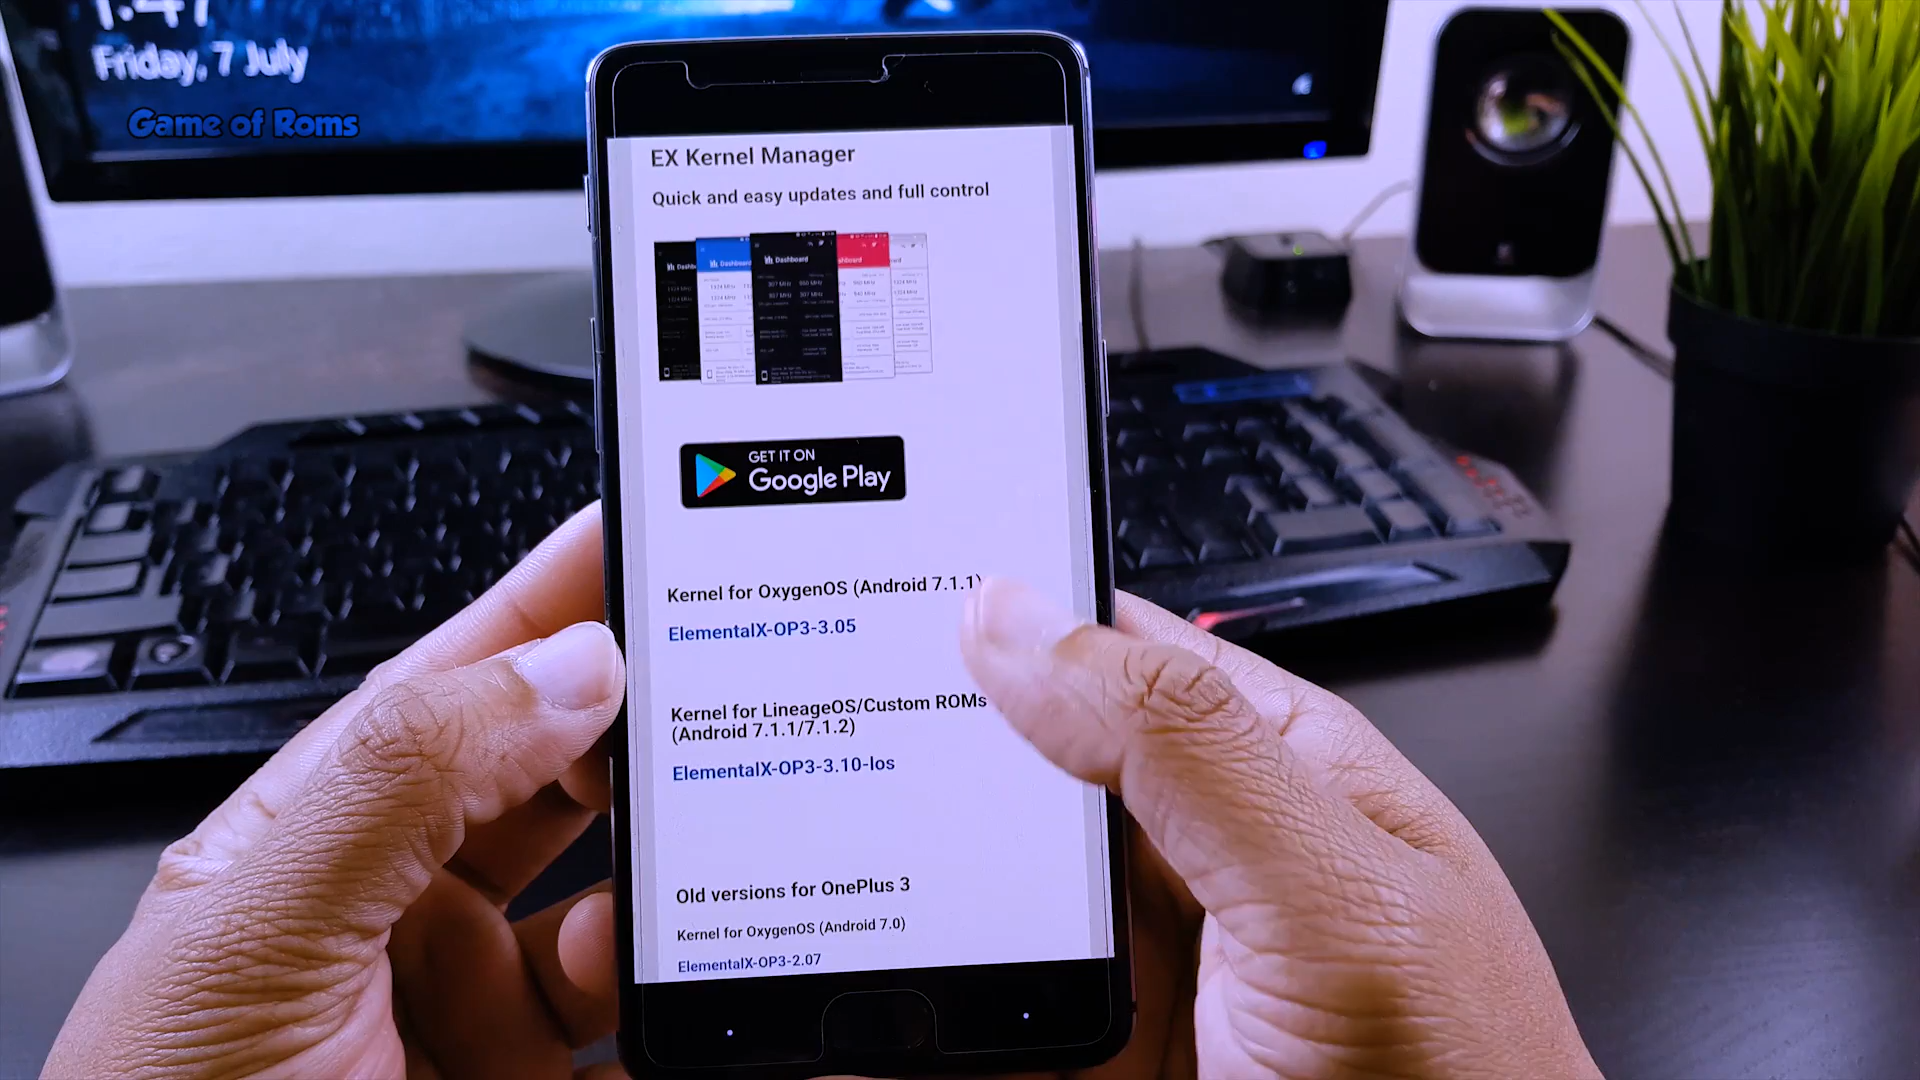 Friday, 7 July
Game of Roms
EX Kernel Manager
Quick and easy updates and full control
Dashboard
GET IT ON
Google Play
Kernel for OxygenOS (Android 7.1.1)
ElementalX-OP3-3.05
Kernel for LineageOS/Custom ROMs
(Android 7.1.1/7.1.2)
ElementalX-OP3-3.10-los
Old versions for OnePlus 3
Kernel for OxygenOS (Android 7.0)
ElementalX-OP3-2.07